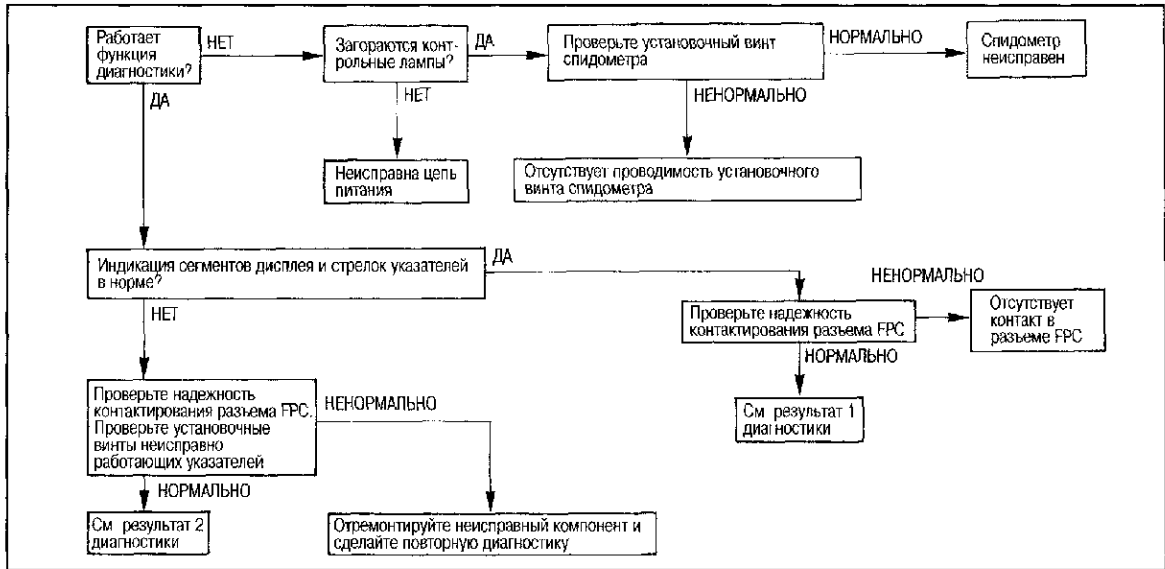 Работает
функция
диагностики?
НЕТ
Загораются конт-
рольные лампы?
ДА
Проверьте установочный винт
спидометра
НОРМАЛЬНО
Спидометр
неисправен
ДА
НЕТ
НЕНОРМАЛЬНО
Неисправна цепь
питания
Отсутствует проводимость установочного
винта спидометра
Индикация сегментов дисплея и стрелок указателей
в норме?
ДА
НЕТ
Проверьте надежность
контактирования разъема FPC
НЕНОРМАЛЬНО
Отсутствует
контакт в
разъеме FPC
НОРМАЛЬНО
См результат 1
диагностики
Проверьте надежность
контактирования разъема FPC.
Проверьте установочные
винты неисправно
работающих указателей
НЕНОРМАЛЬНО
НОРМАЛЬНО
См результат 2
диагностики
Отремонтируйте неисправный компонент и
сделайте повторную диагностику